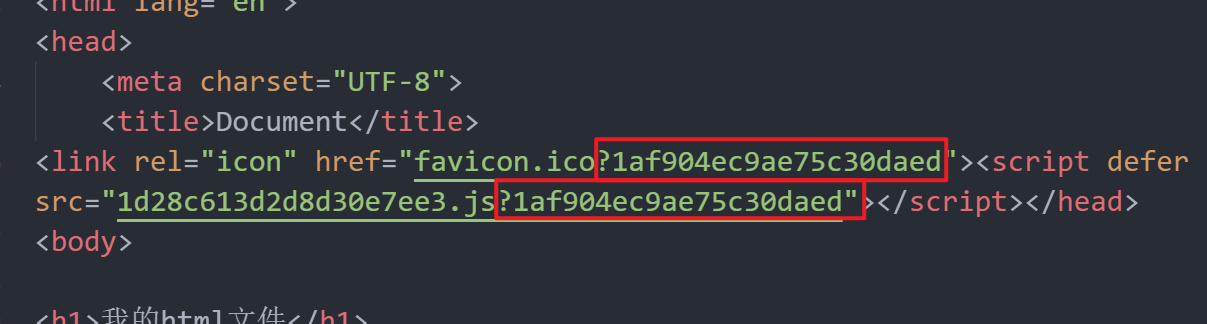 <html lang="en">
<head>
<meta charset="UTF-8">
<title>Document</title>
<link rel="icon" href="favicon.ico?1af904ec9ae75c30daed"><script defer
src="1d28c613d2d8d30e7ee3.js?1af904ec9ae75c30daed"></script></head>
<body>
<h1>我的html文件</h1>